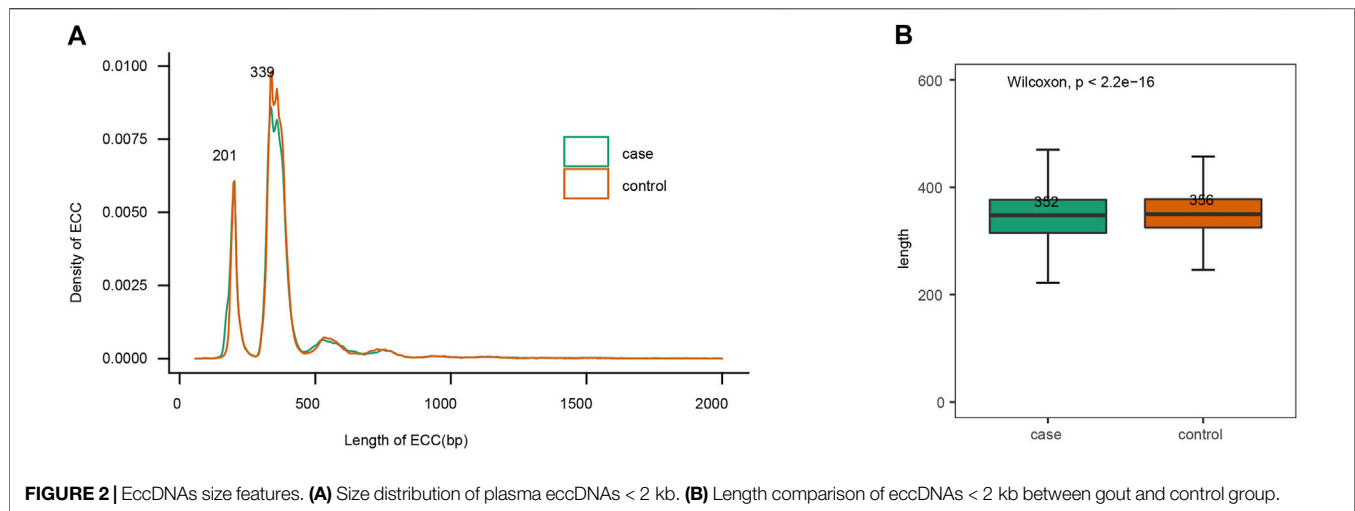 A
0.0100
0.0075
0.0050
0.0025
0.0000
Density of ECC
339
201
case
control
0
500
1000
1500
2000
Length of ECC(bp)
B
Wilcoxon, p < 2.2e−16
600
400
200
0
length
352
356
case
control
FIGURE 2 | EccDNAs size features. (A) Size distribution of plasma eccDNAs < 2 kb. (B) Length comparison of eccDNAs < 2 kb between gout and control group.